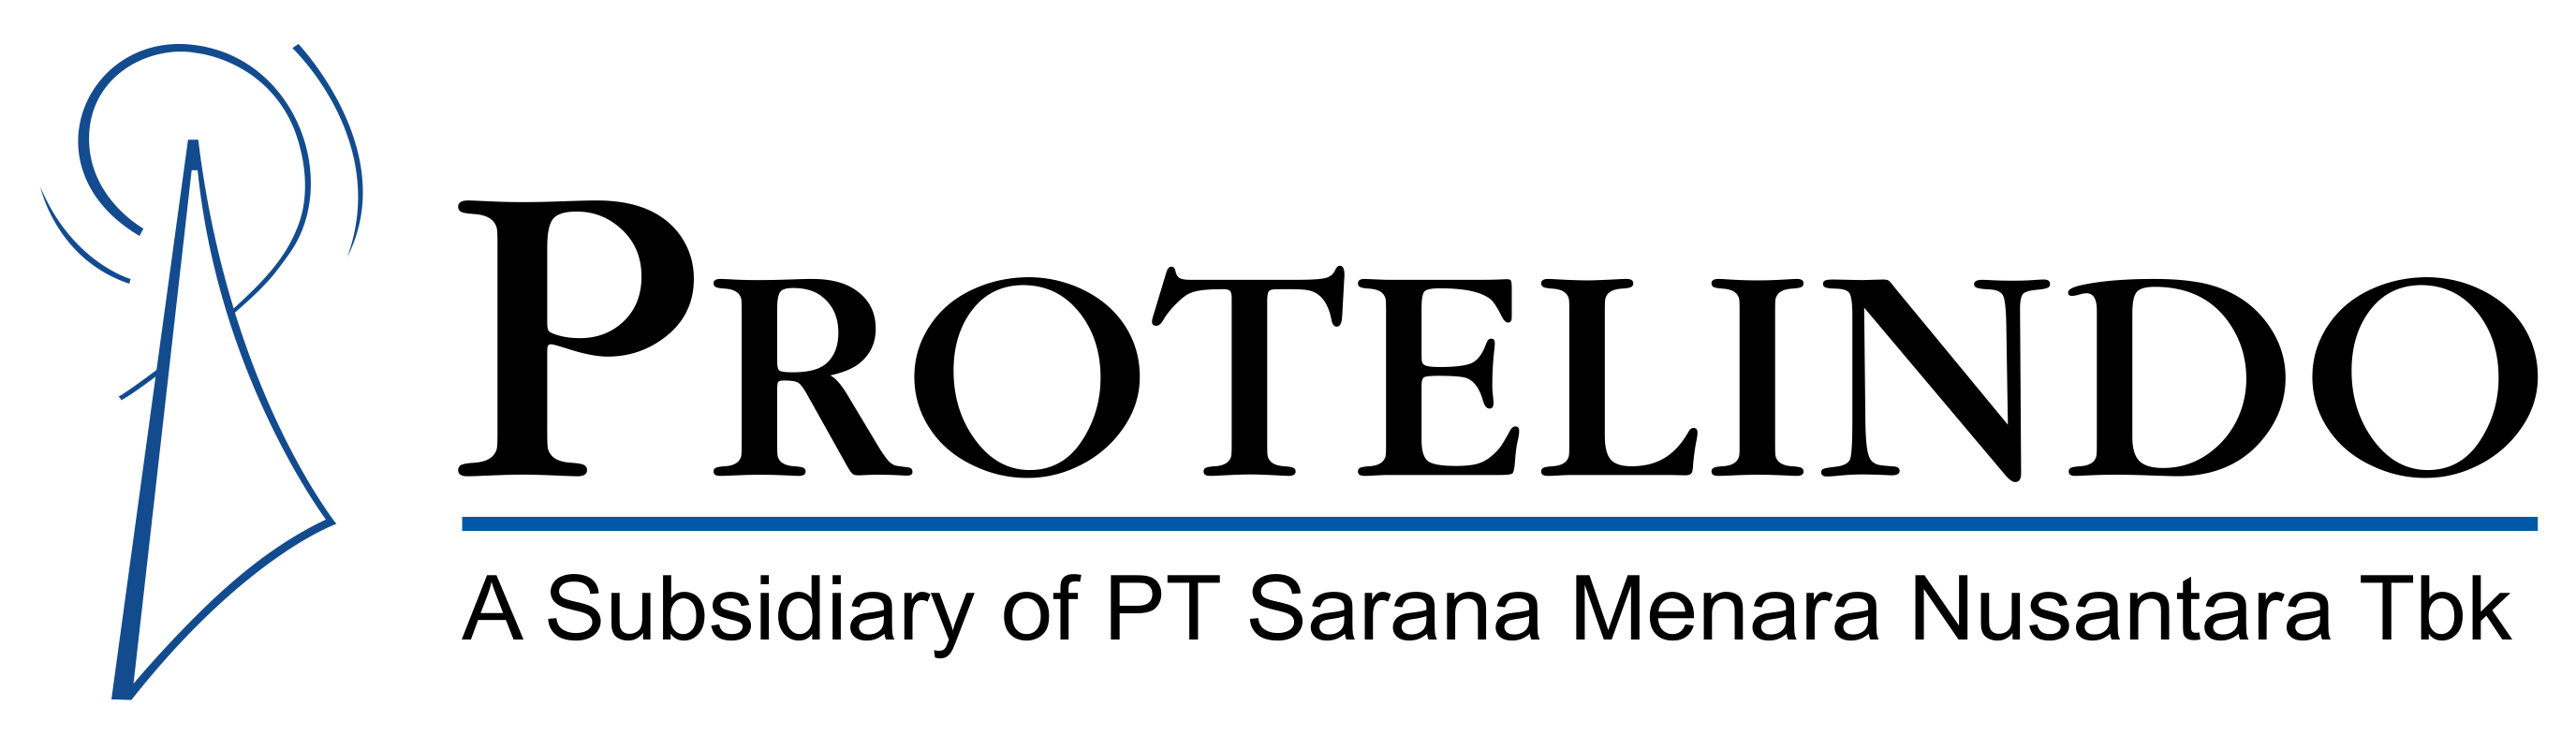 PROTELINDO
A Subsidiary of PT Sarana Menara Nusantara Tbk